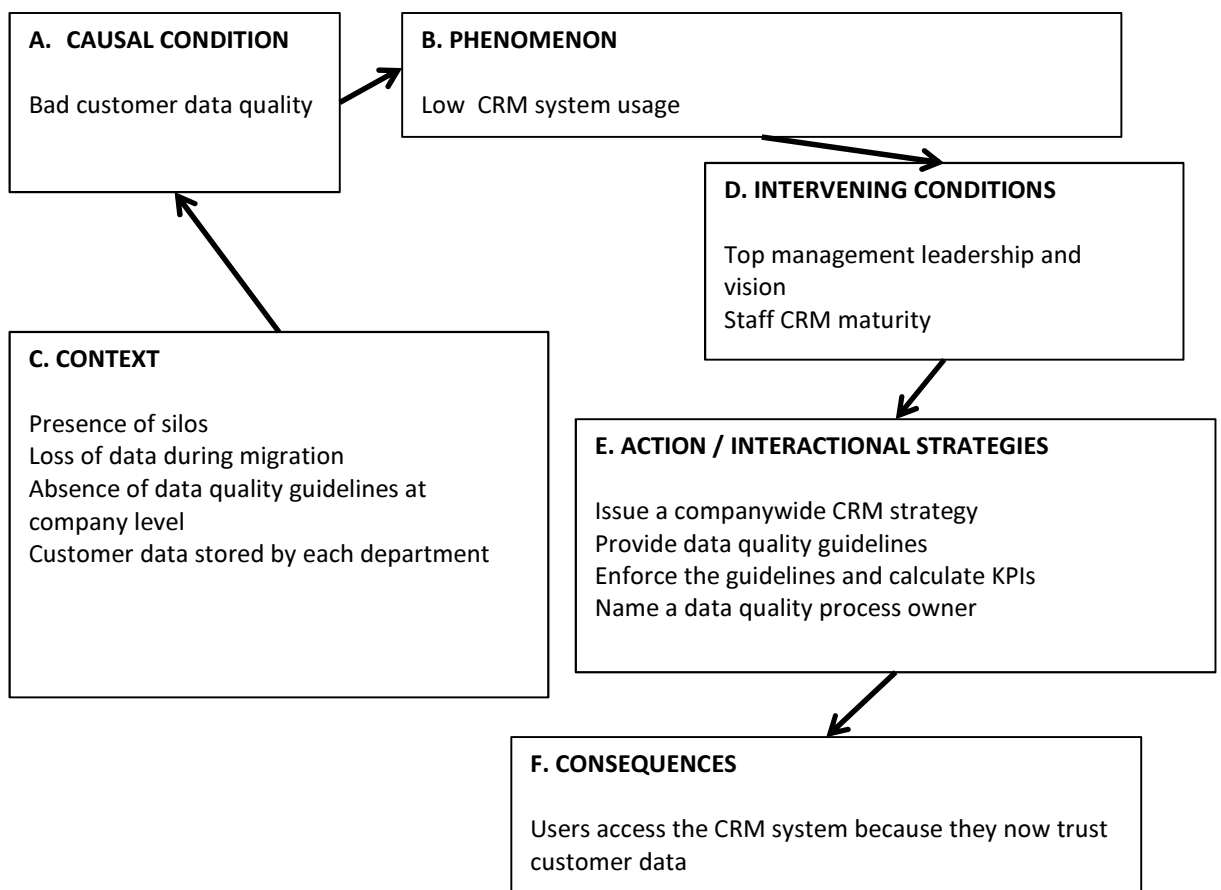 A. CAUSAL CONDITION
Bad customer data quality
B. PHENOMENON
Low  CRM system usage
C. CONTEXT
Presence of silos
Loss of data during migration
Absence of data quality guidelines at
company level
Customer data stored by each department
D. INTERVENING CONDITIONS
Top management leadership and
vision
Staff CRM maturity
E. ACTION / INTERACTIONAL STRATEGIES
Issue a companywide CRM strategy
Provide data quality guidelines
Enforce the guidelines and calculate KPIs
Name a data quality process owner
F. CONSEQUENCES
Users access the CRM system because they now trust
customer data